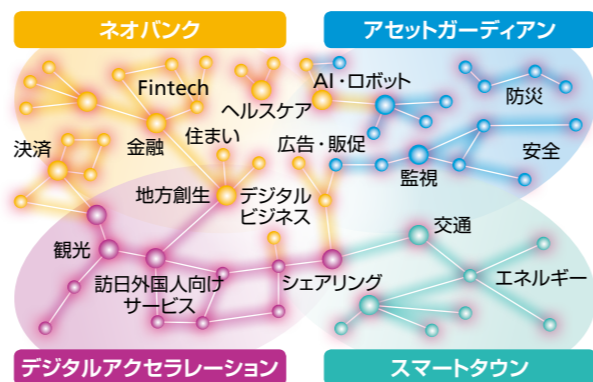 ネオバンク
アセットガーディアン
Fintech
AI・ロボット
防災
ヘルスケア
決済
金融
住まい
広告・販促
安全
監視
地方創生
デジタル
ビジネス
交通
観光
訪日外国人向け
サービス
シェアリング
エネルギー
デジタルアクセラレーション
スマートタウン